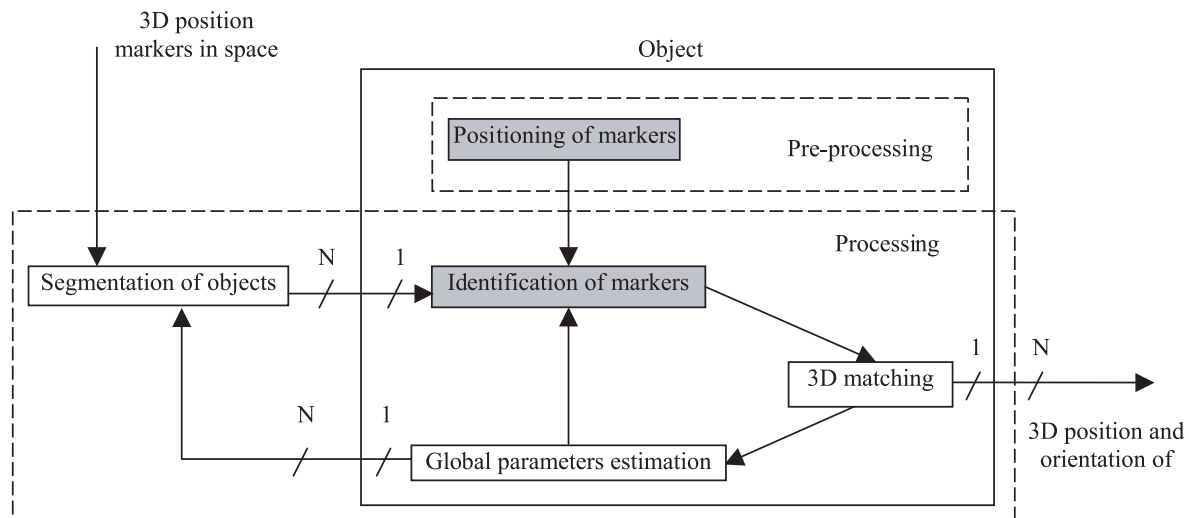 3D position
markers in space
Object
Positioning of markers
Pre-processing
Processing
Segmentation of objects
N
1
Identification of markers
3D matching
1
N
N
1
Global parameters estimation
3D position and
orientation of